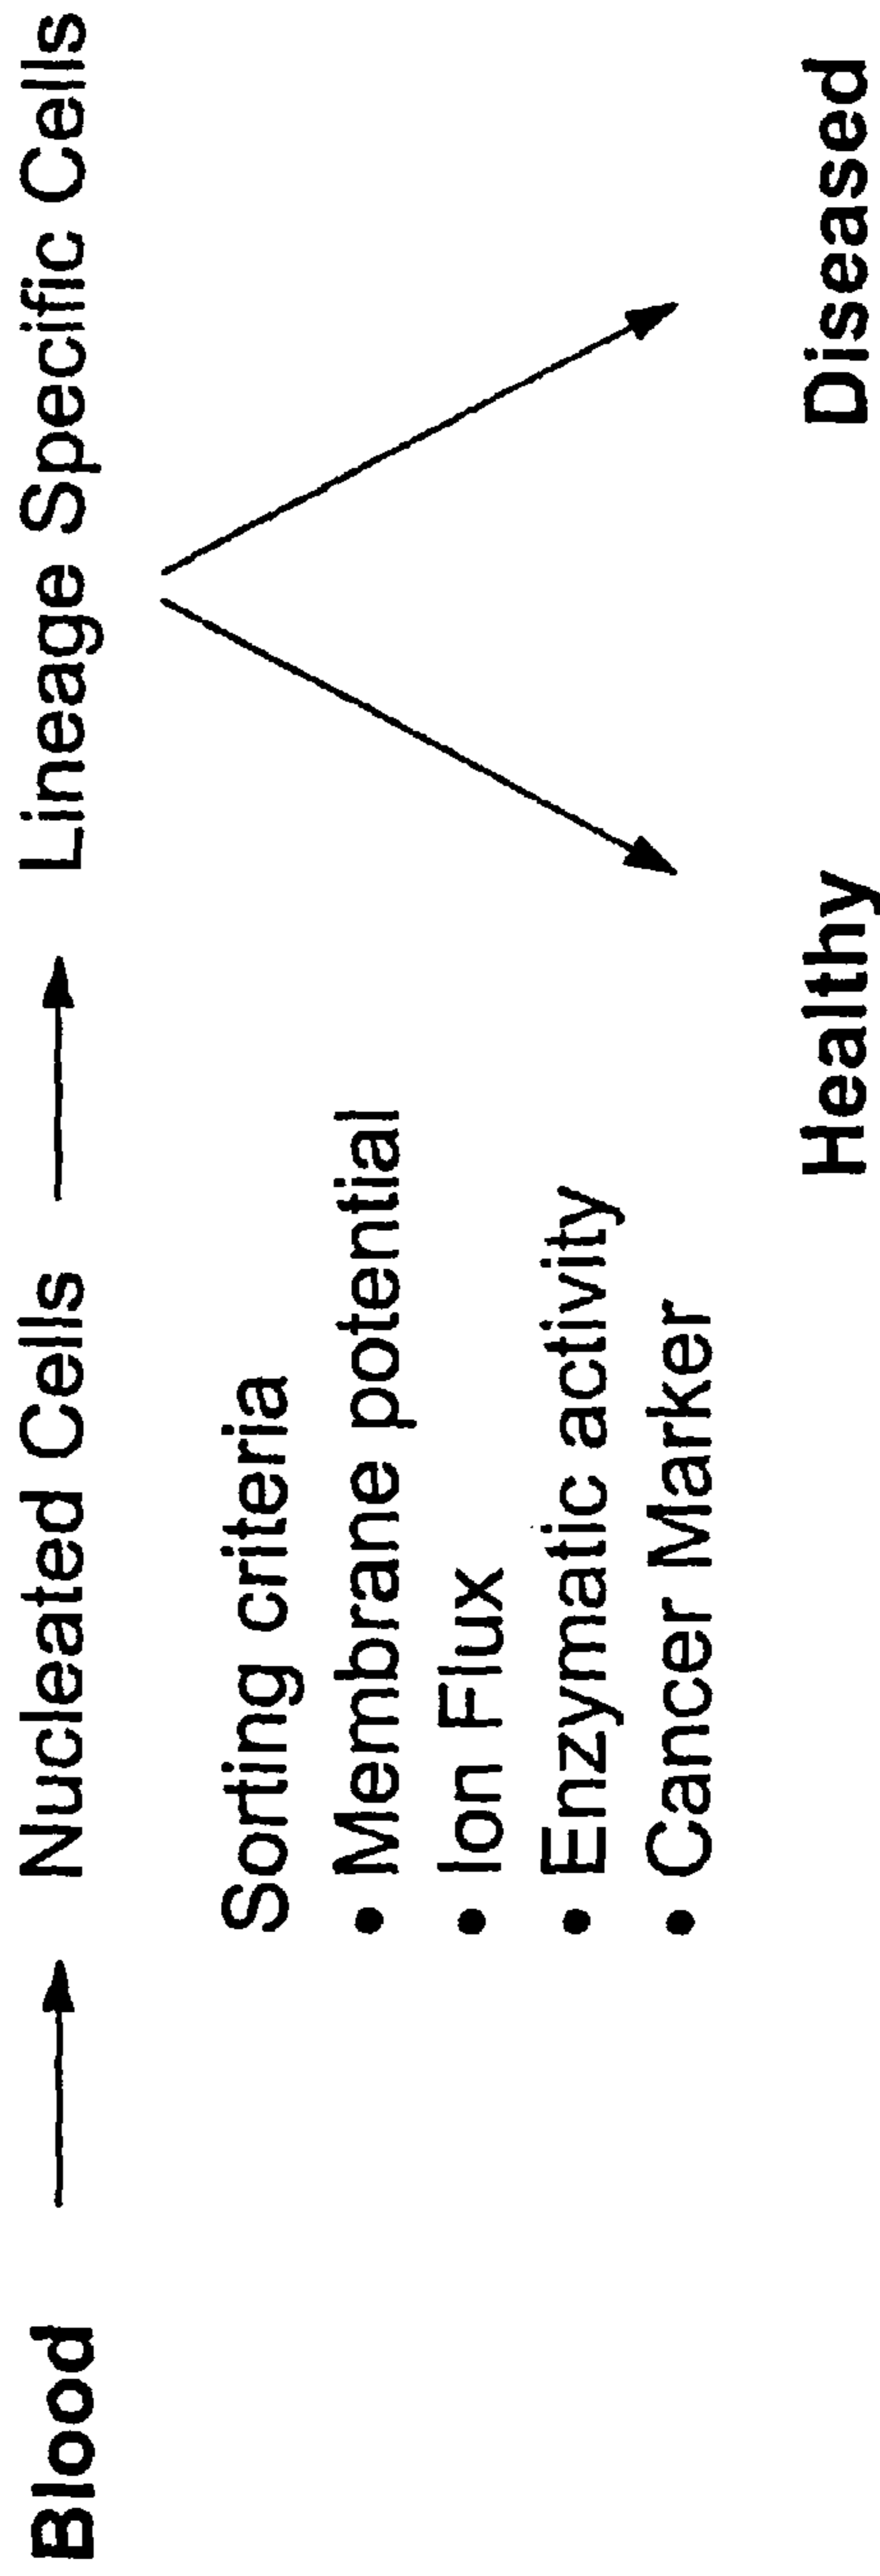 Blood → Nucleated Cells → Lineage Specific Cells
Sorting criteria
• Membrane potential
• Ion Flux
• Enzymatic activity
• Cancer Marker
Healthy Diseased